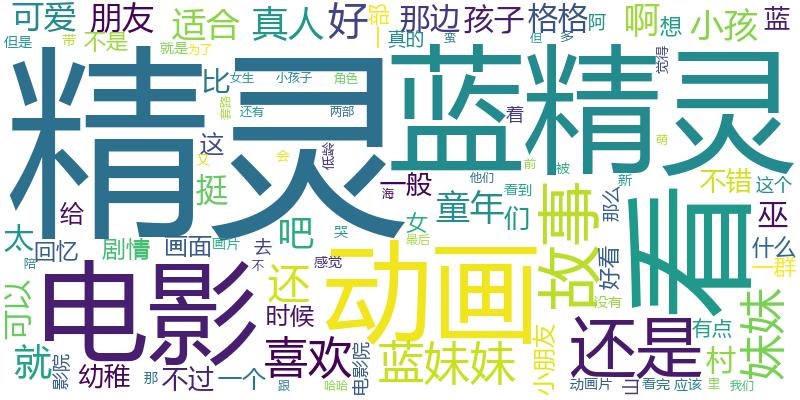 可爱
朋友
适合
真人
好
一部
那边
孩子
格格
阿
啊
想
小孩
蓝
但是
带
不是
就是
为了
真的
蛮
但
多
觉得
精灵
蓝精灵
比
女生
小孩子
角色
套路
还有
两部
着
这
低龄
又
会
前
被
萌
挺
给
一般
海
他们
看到
童年
们
故事
那么
新
不错
这个
看
巫
太
回忆
剧情
画面
画片
去
吧
哭
女
最后
好看
什么
一群
陪
不
感觉
电影
动画
还
没有
可以
时候
还是
有点
妹妹
就
影院
喜欢
电影院
蓝妹妹
小朋友
村
幼稚
那
不过
一个
跟
哈哈
动画片
山
看完
应该
里
我们